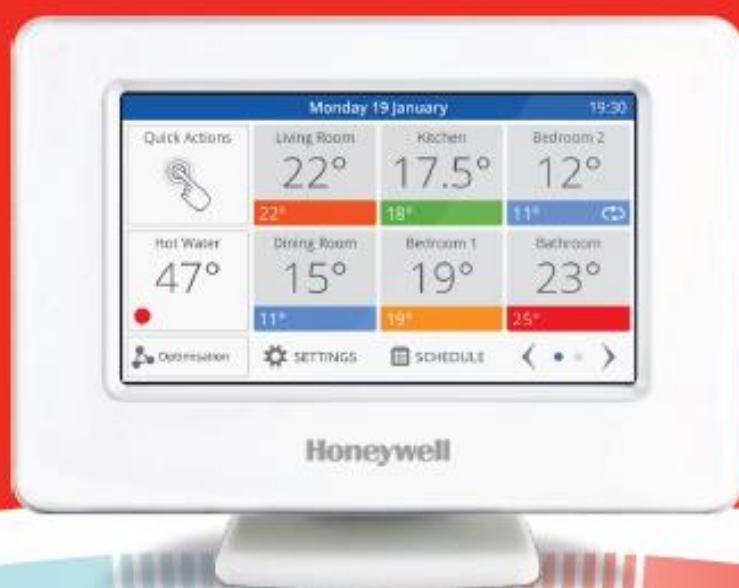 Monday 19 January 19:30
Quick Actions
Living Room
22°
22°
Kitchen
17.5°
18°
Bedroom 2
12°
11°
Hot Water
47°
Dining Room
15°
11°
Bedroom 1
19°
19°
Bathroom
23°
25°
Optimisation
SETTINGS
SCHEDULE
Honeywell